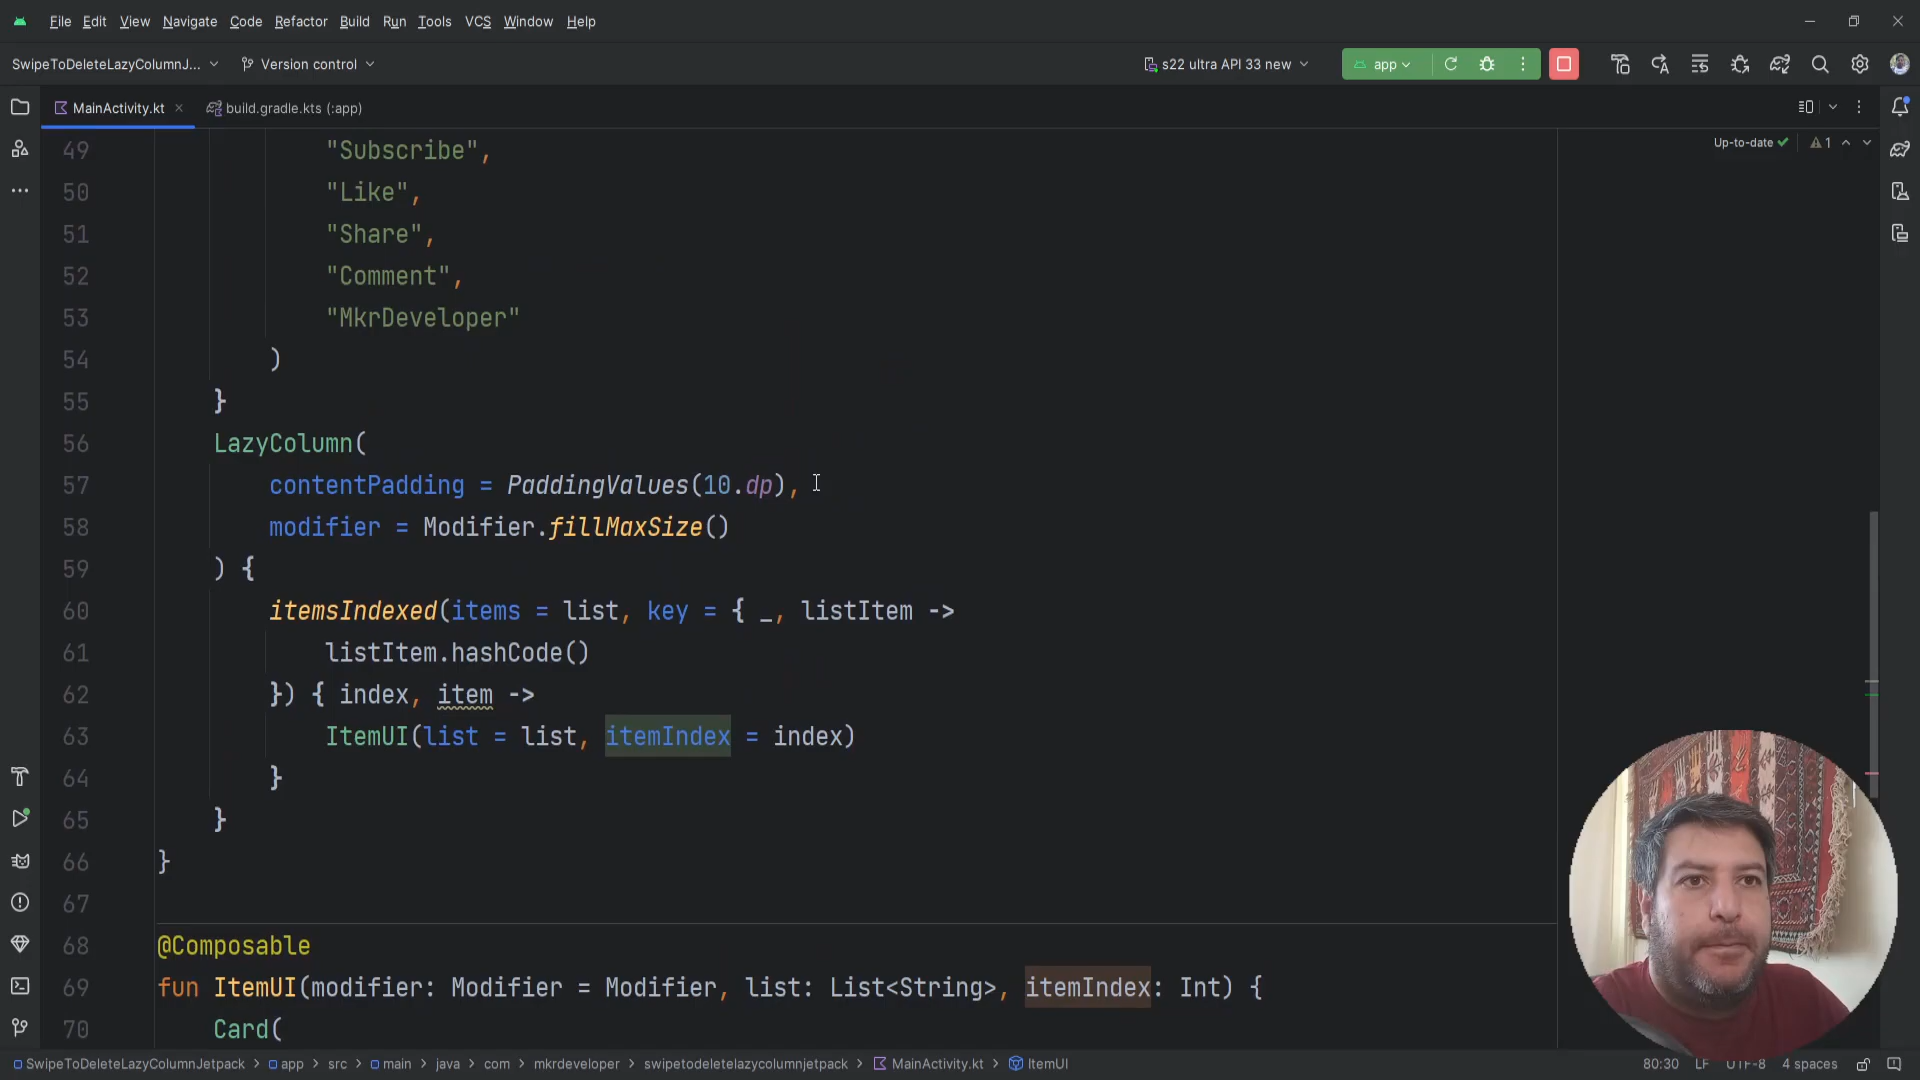 File Edit View Navigate Code Refactor Build Run Tools VCS Window Help
SwipeToDeleteLazyColumnJ... Version control s22 ultra API 33 new app
MainActivity.kt build.gradle.kts (:app)
Up-to-date 1
49 "Subscribe",
50 "Like",
51 "Share",
52 "Comment",
53 "MkrDeveloper"
54 )
55 }
56 LazyColumn(
57 contentPadding = PaddingValues(10.dp),
58 modifier = Modifier.fillMaxSize()
59 ) {
60 itemsIndexed(items = list, key = { _, listItem ->
61 listItem.hashCode()
62 }) { index, item ->
63 ItemUI(list = list, itemIndex = index)
64 }
65 }
66 }
67
68 @Composable
69 fun ItemUI(modifier: Modifier = Modifier, list: List<String>, itemIndex: Int) {
70 Card(
SwipeToDeleteLazyColumnJetpack > app > src > main > java > com > mkrdeveloper > swipetodeletelazycolumnjetpack > MainActivity.kt > ItemUI 80:30 LF UTF-8 4 spaces